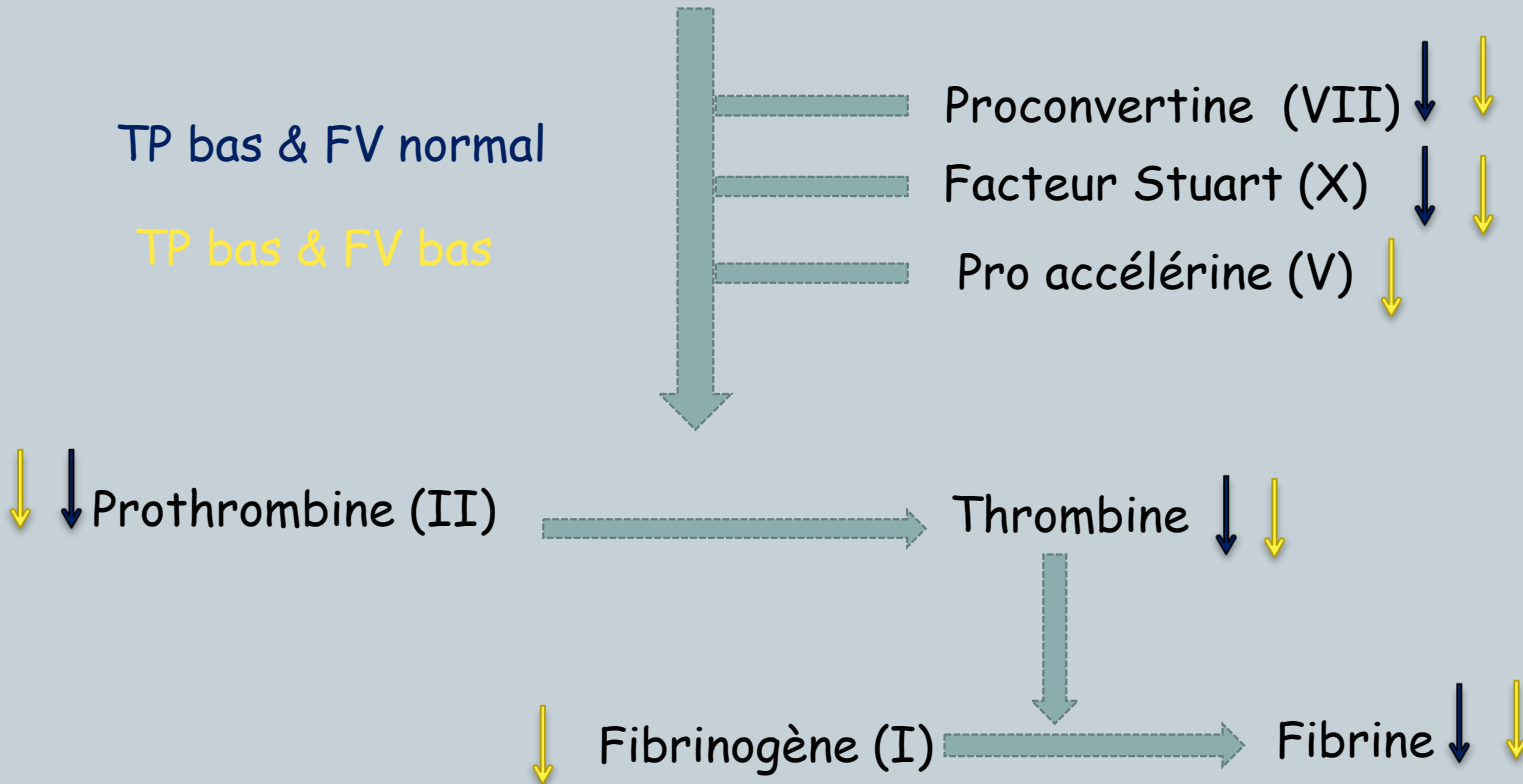 Proconvertine (VII)
TP bas & FV normal
Facteur Stuart (X)
TP bas & FV bas
Pro accélérine (V)
Prothrombine (II)
Thrombine
Fibrinogène (I)
Fibrine